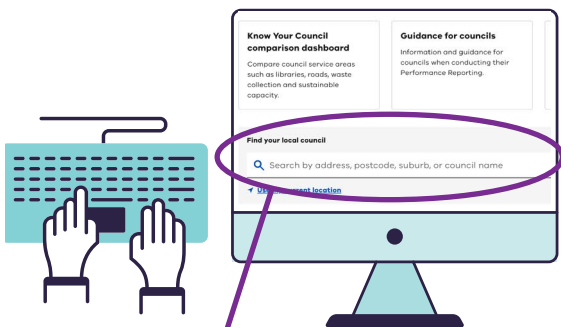 Know Your Council
comparison dashboard
Compare council service areas
such as libraries, roads, waste
collection and sustainable
capacity.
Guidance for councils
Information and guidance for
councils when conducting their
Performance Reporting.
Find your local council
Search by address, postcode, suburb, or council name
location